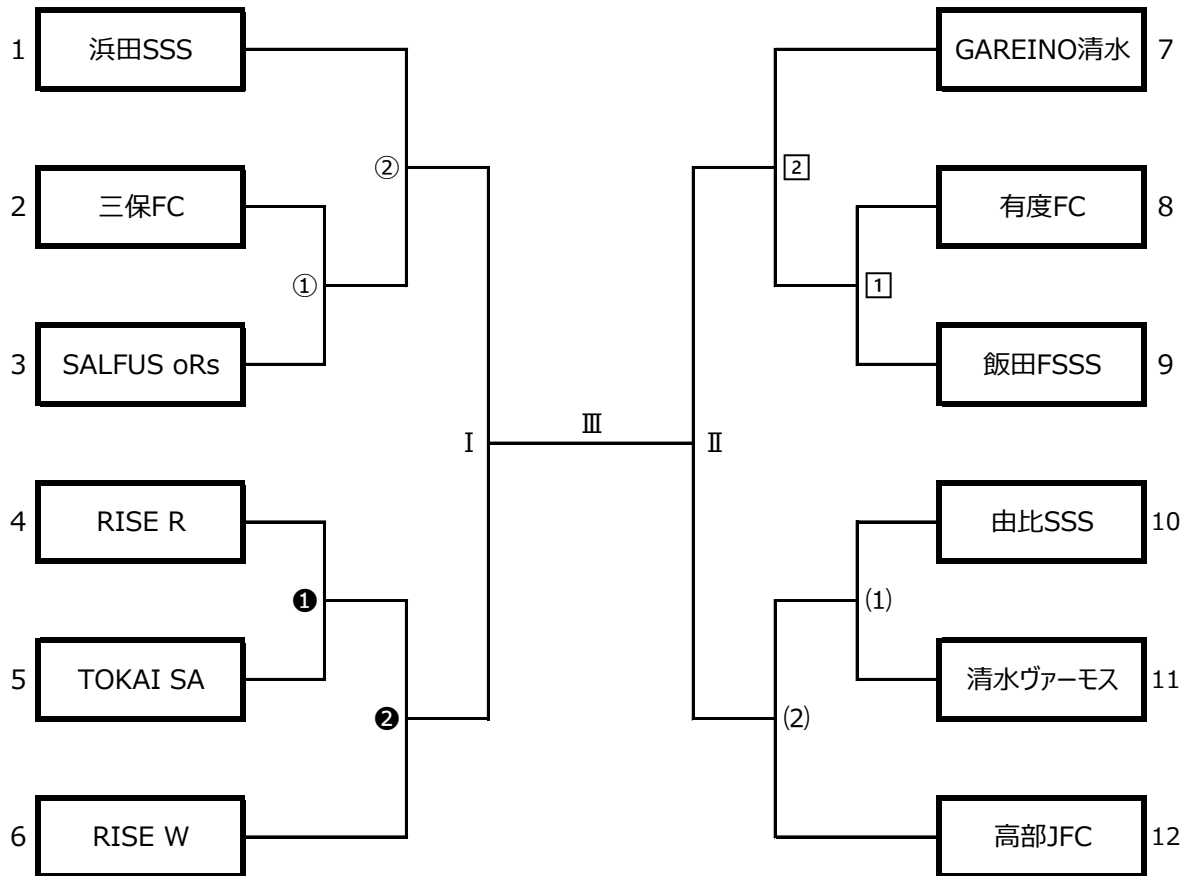 1 浜田SSS
GAREINO清水 7
②
2
2 三保FC
有度FC 8
①
1
3 SALFUS oRs
飯田FSSS 9
Ⅰ
Ⅲ
Ⅱ
4 RISE R
由比SSS 10
❶
⑴
5 TOKAI SA
清水ヴァーモス 11
❷
⑵
6 RISE W
高部JFC 12